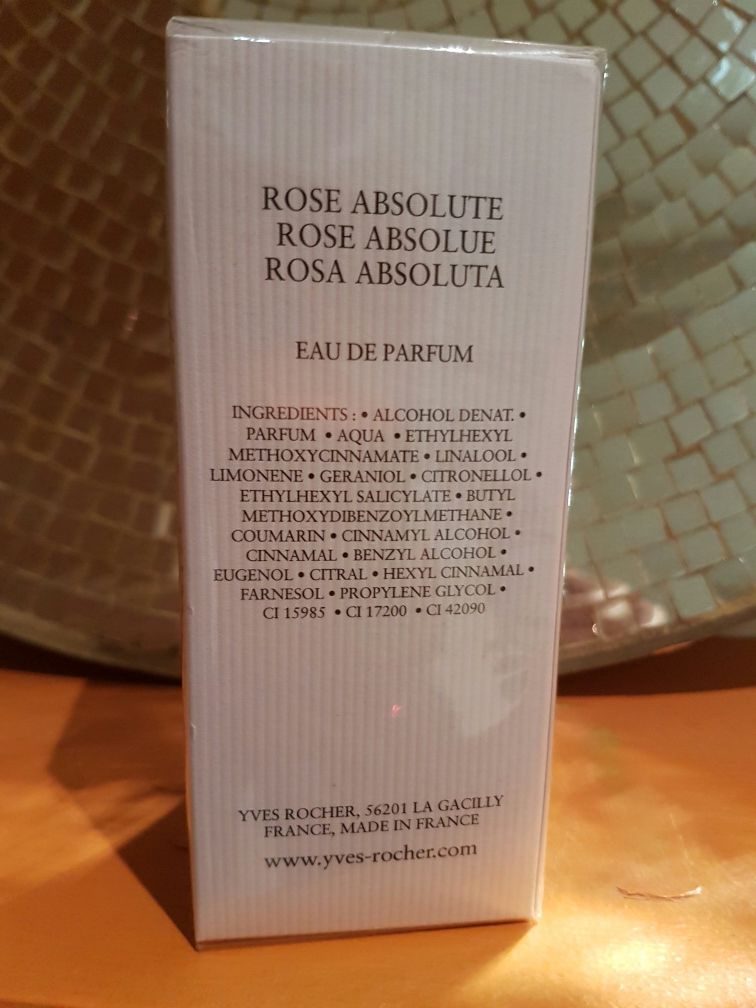 ROSE ABSOLUTE
ROSE ABSOLUE
ROSA ABSOLUTA
EAU DE PARFUM
INGREDIENTS : • ALCOHOL DENAT. •
PARFUM • AQUA • ETHYLHEXYL
METHOXYCINNAMATE • LINALOOL •
LIMONENE • GERANIOL • CITRONELLOL •
ETHYLHEXYL SALICYLATE • BUTYL
METHOXYDIBENZOYLMETHANE •
COUMARIN • CINNAMYL ALCOHOL •
CINNAMAL • BENZYL ALCOHOL •
EUGENOL • CITRAL • HEXYL CINNAMAL •
FARNESOL • PROPYLENE GLYCOL •
CI 15985 • CI 17200 • CI 42090
YVES ROCHER, 56201 LA GACILLY
FRANCE, MADE IN FRANCE
www.yves-rocher.com